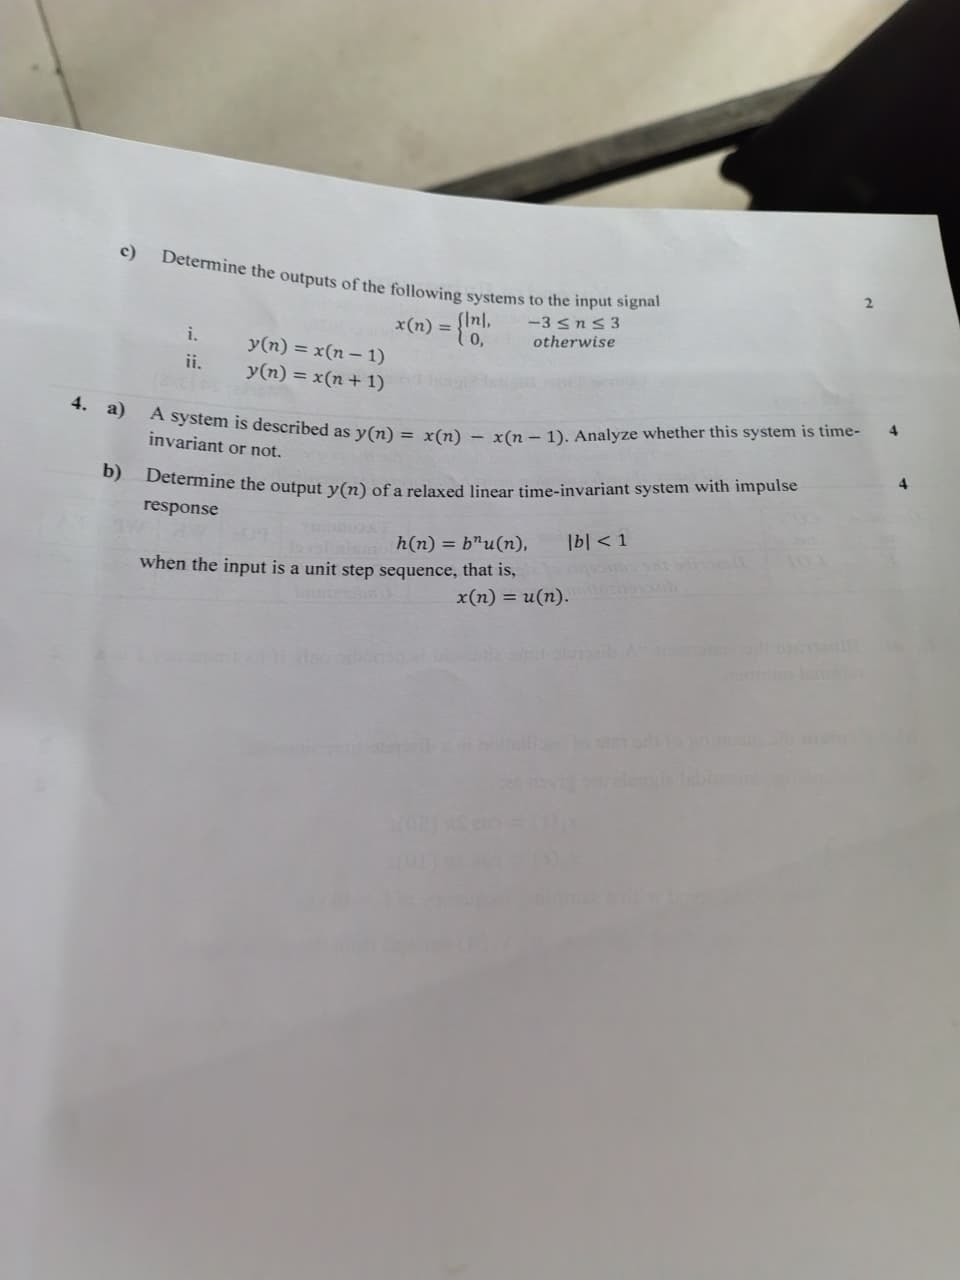 c) Determine the outputs of the following systems to the input signal 2
x(n) = {|n|, −3 ≤ n ≤ 3
0, otherwise
i. y(n) = x(n − 1)
ii. y(n) = x(n + 1)
4. a) A system is described as y(n) = x(n) − x(n − 1). Analyze whether this system is time- 4
invariant or not.
b) Determine the output y(n) of a relaxed linear time-invariant system with impulse 4
response
h(n) = bⁿu(n), |b| < 1
when the input is a unit step sequence, that is,
x(n) = u(n).